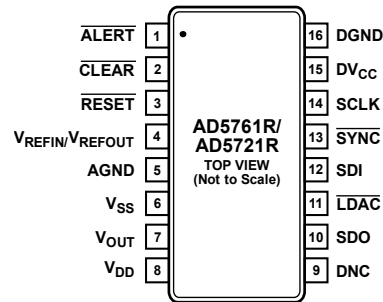 ALERT 1 16 DGND
CLEAR 2 15 DVCC
RESET 3 14 SCLK
VREFIN/VREFOUT 4 13 SYNC
AGND 5 12 SDI
VSS 6 11 LDAC
VOUT 7 10 SDO
VDD 8 9 DNC
AD5761R/
AD5721R
TOP VIEW
(Not to Scale)